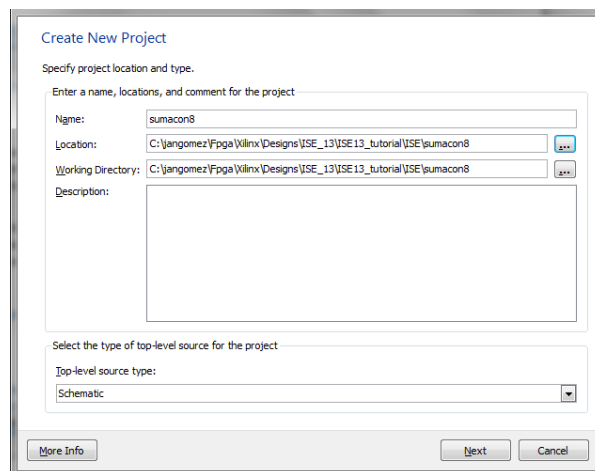 Create New Project
Specify project location and type.
Enter a name, locations, and comment for the project
Name: sumacon8
Location: C:\jangomez\Fpga\Xilinx\Designs\ISE_13\ISE13_tutorial\ISE\sumacon8 ...
Working Directory: C:\jangomez\Fpga\Xilinx\Designs\ISE_13\ISE13_tutorial\ISE\sumacon8 ...
Description:
Select the type of top-level source for the project
Top-level source type:
Schematic
More Info Next Cancel